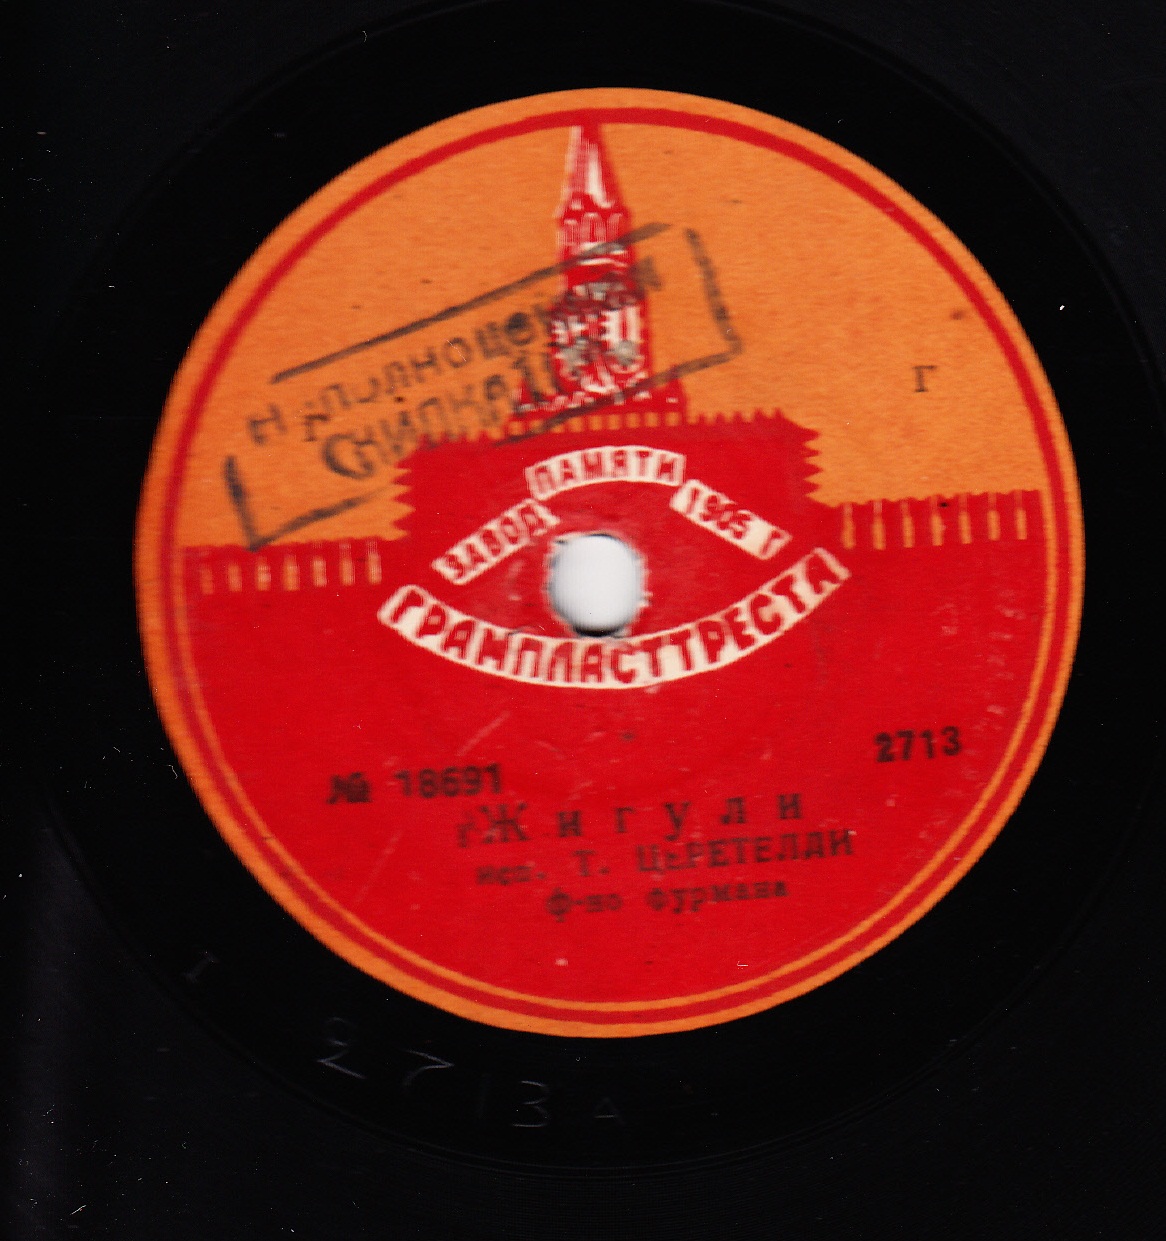 Г
Г
ЗАВОД ПАМЯТИ 1905 Г
ГРАМПЛАСТТРЕСТА
№ 18691
2713
Жигули
исп. Т. ЦеРЕТЕЛЛИ
ф-но фурмана
2713 А